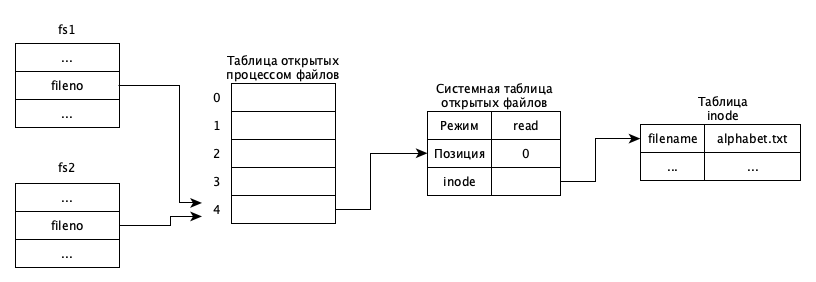 fs1
...
fileno
...
fs2
...
fileno
...
Таблица открытых
процессом файлов
0
1
2
3
4
Системная таблица
открытых файлов
Режим read
Позиция 0
inode
Таблица
inode
filename alphabet.txt
... ...